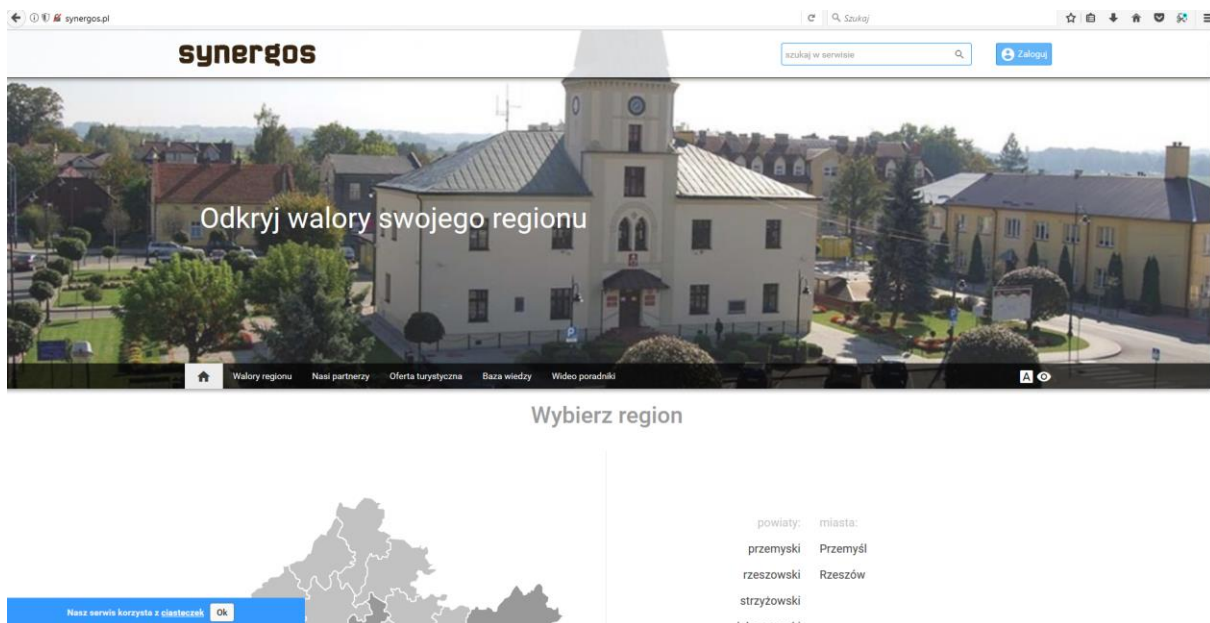 synergos.pl
Szukaj
synergos
szukaj w serwisie
Zaloguj
Odkryj walory swojego regionu
Walory regionu Nasi partnerzy Oferta turystyczna Baza wiedzy Wideo poradniki
A
Wybierz region
powiaty: miasta:
przemyski Przemyśl
rzeszowski Rzeszów
strzyżowski
Nasz serwis korzysta z ciasteczek Ok